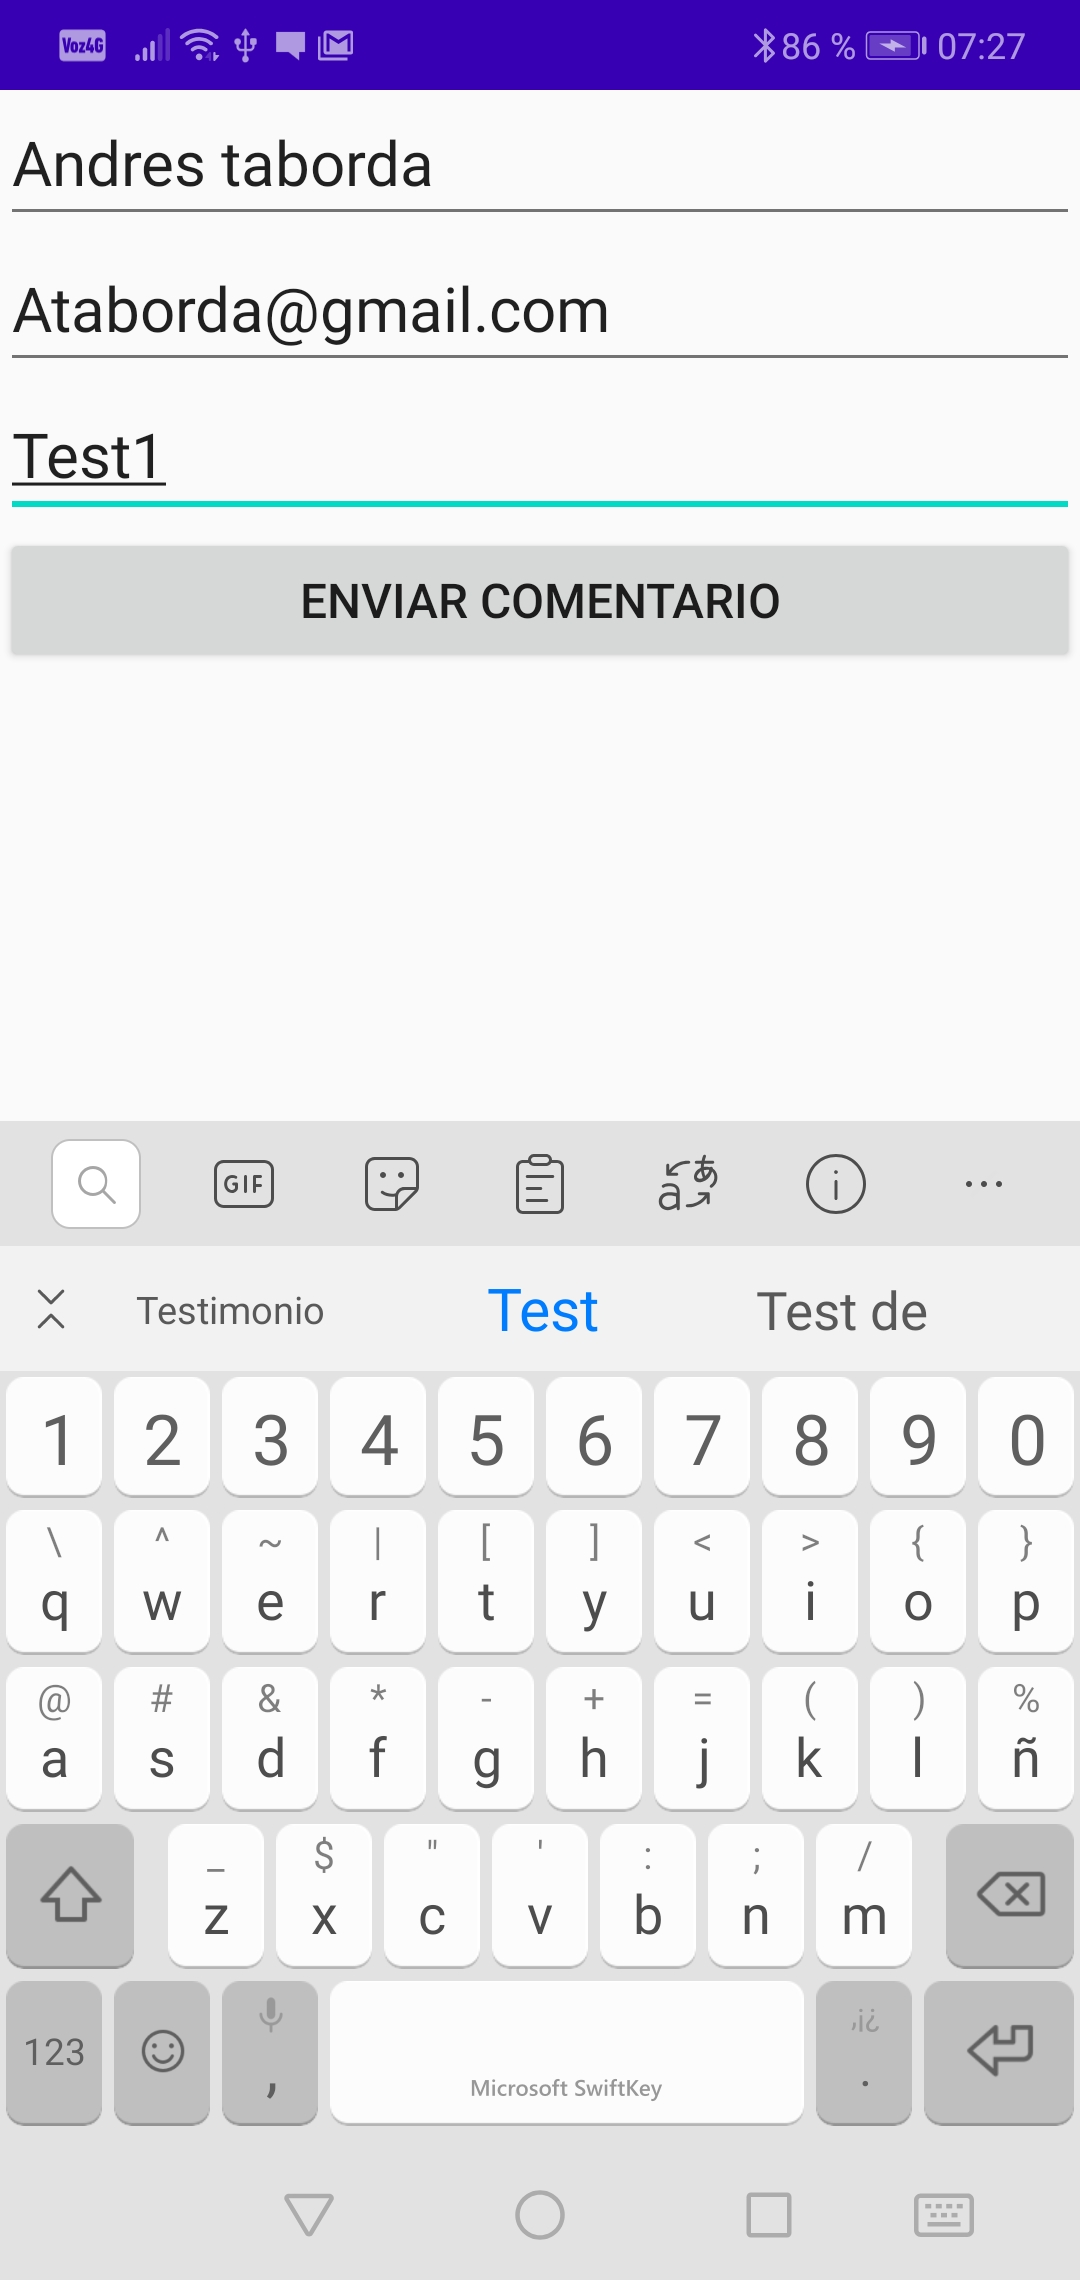 Voz4G 86 % 07:27
Andres taborda
Ataborda@gmail.com
Test1
ENVIAR COMENTARIO
GIF a あ i ...
Testimonio Test Test de
1 2 3 4 5 6 7 8 9 0
\ ^ ~ | [ ] < > { }
q w e r t y u i o p
@ # & * - + = ( ) %
a s d f g h j k l ñ
_ $ " ' : ; /
z x c v b n m
123 , Microsoft SwiftKey ,¡¿ .